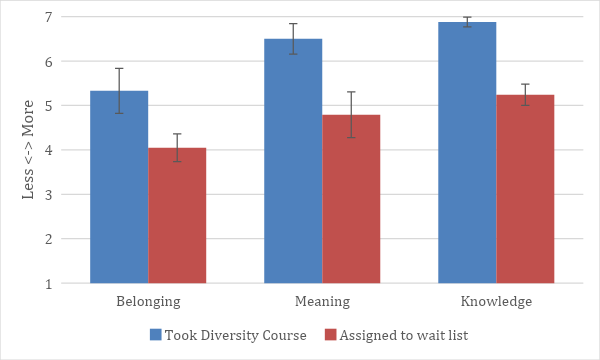 7
6
5
4
3
2
1
Less <-> More
Belonging Meaning Knowledge
Took Diversity Course Assigned to wait list